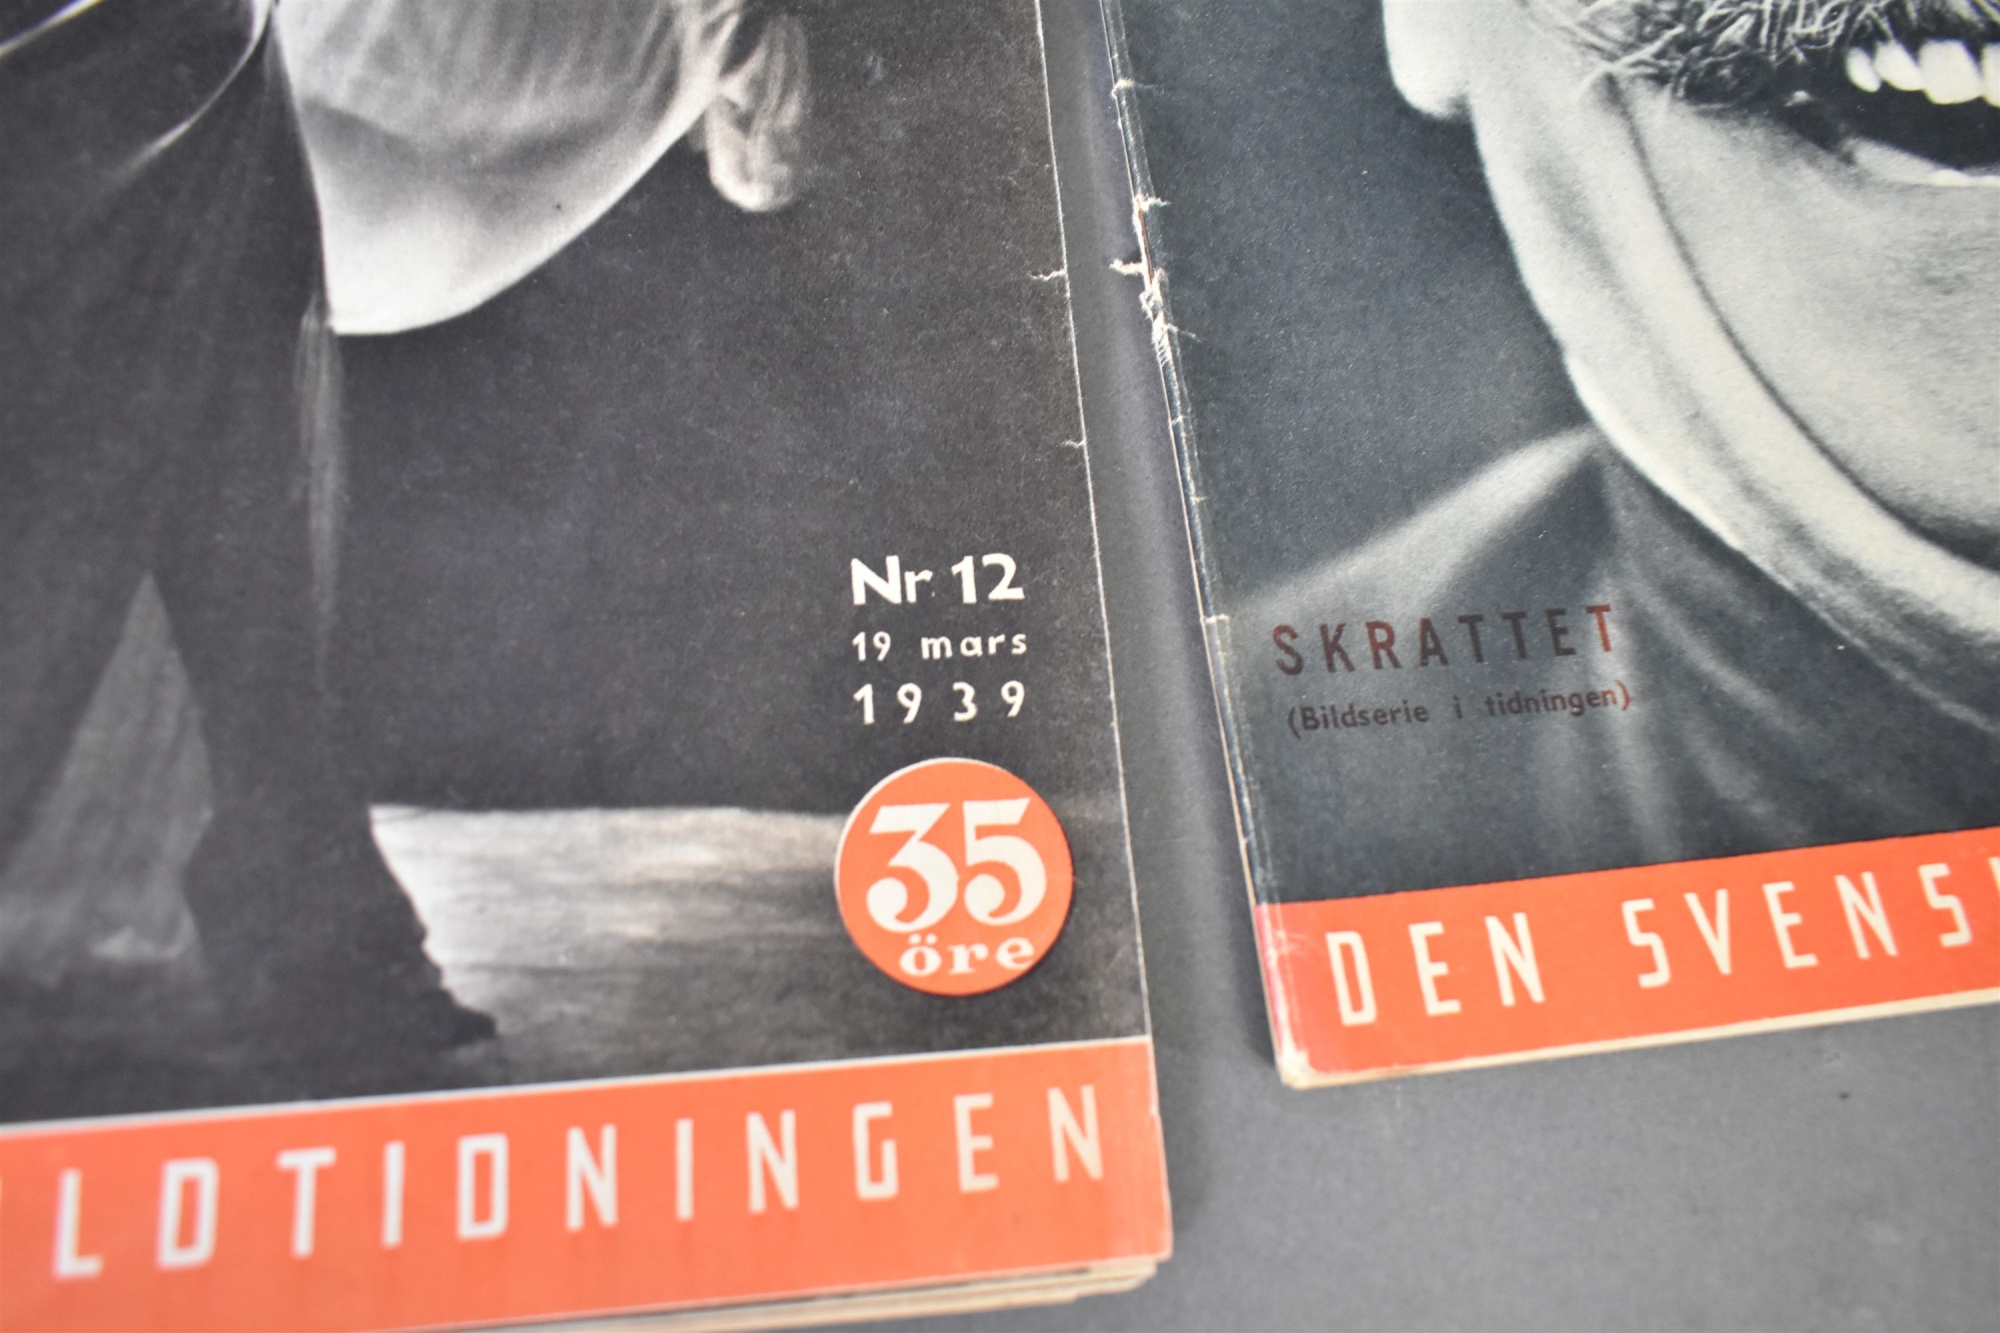 Nr 12
19 mars
1939
35
öre
LDTIDNINGEN
SKRATTET
(Bildserie i tidningen)
DEN SVENS